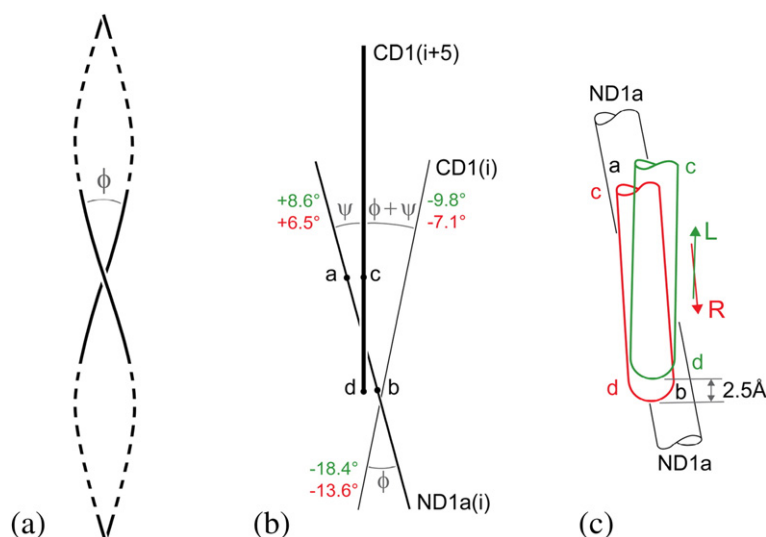 ϕ
(a)
CD1(i+5)
CD1(i)
+8.6°
+6.5°
ψ
ϕ+ψ
-9.8°
-7.1°
a
c
d
b
-18.4°
-13.6°
ϕ
ND1a(i)
(b)
ND1a
a
c
c
L
R
d
d
b
2.5Å
ND1a
(c)